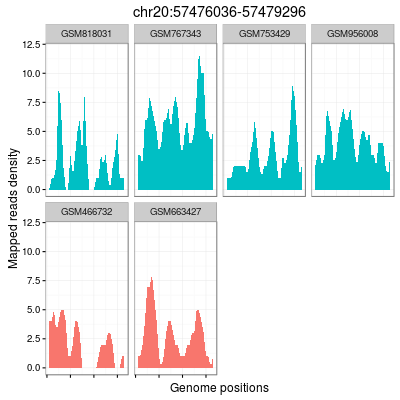 chr20:57476036-57479296
GSM818031 GSM767343 GSM753429 GSM956008
12.5
10.0
7.5
5.0
2.5
0.0
GSM466732 GSM663427
12.5
10.0
7.5
5.0
2.5
0.0
Mapped reads density
Genome positions